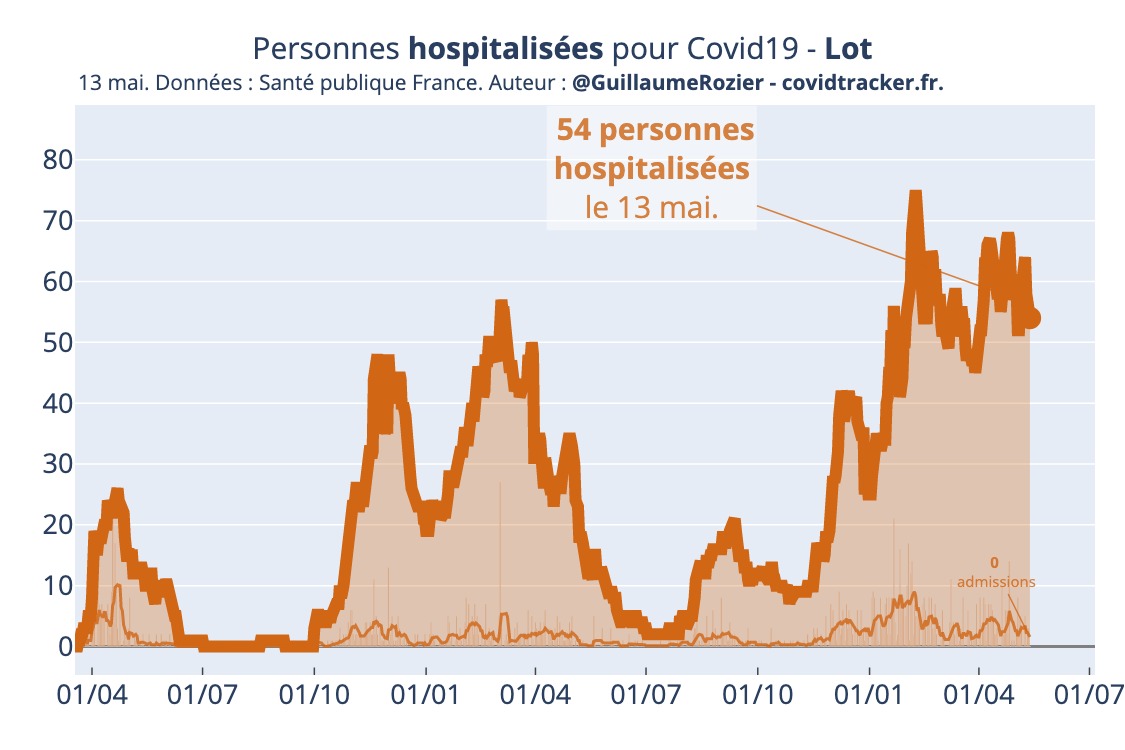 Personnes hospitalisées pour Covid19 - Lot
13 mai. Données : Santé publique France. Auteur : @GuillaumeRozier - covidtracker.fr.
54 personnes
hospitalisées
le 13 mai.
80
70
60
50
40
30
20
10
0
0
admissions
01/04 01/07 01/10 01/01 01/04 01/07 01/10 01/01 01/04 01/07